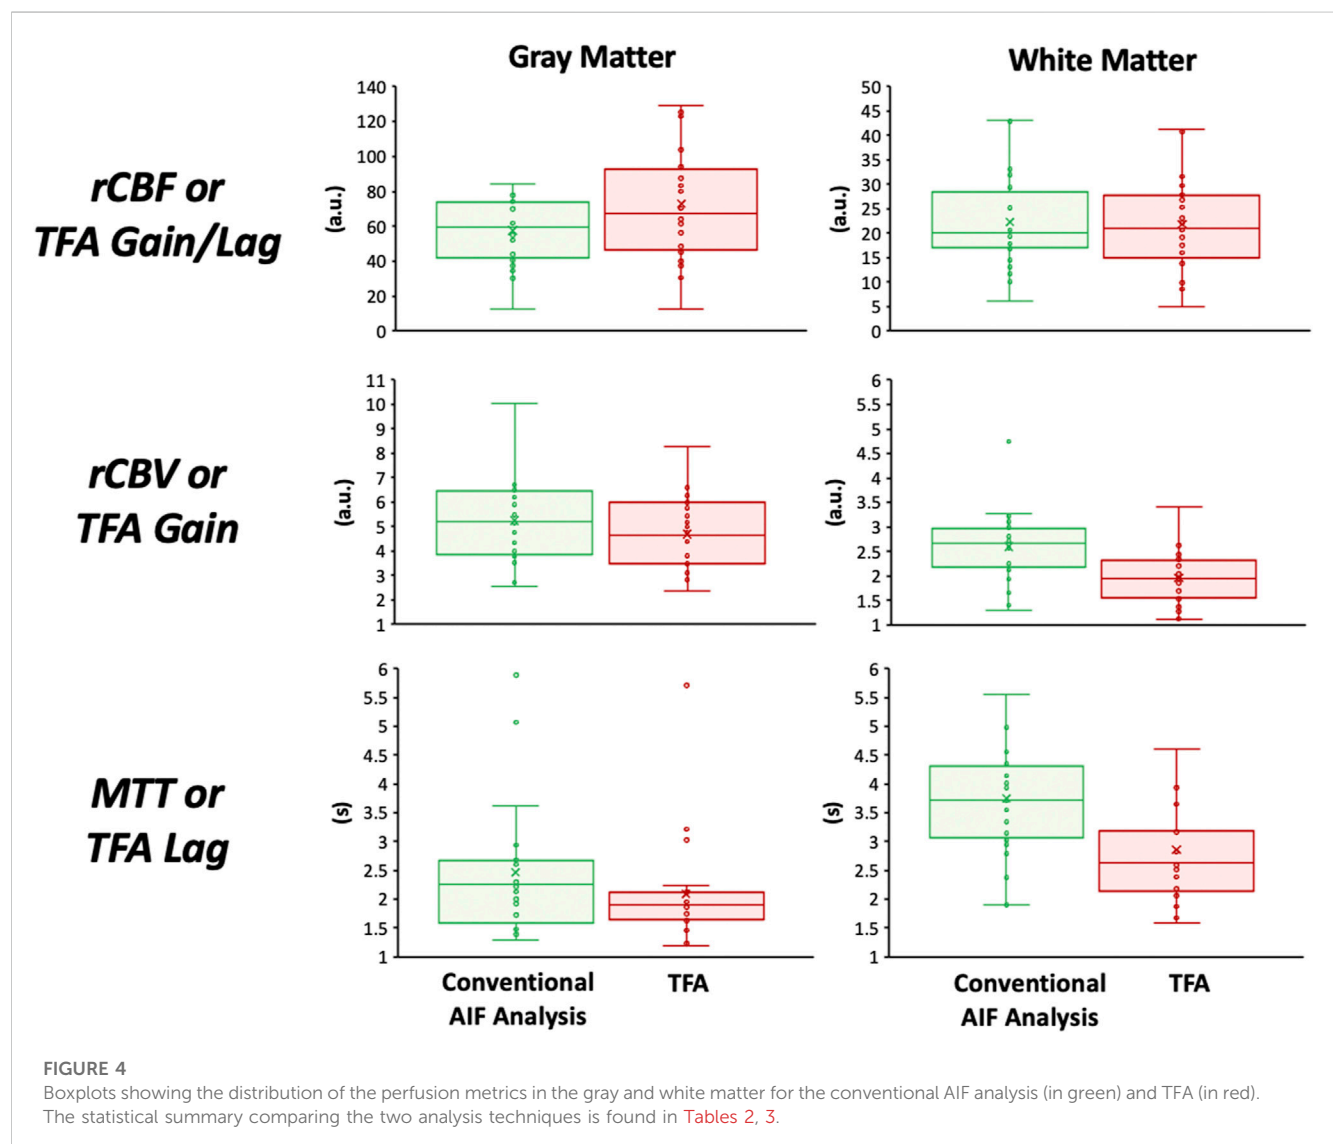 Gray Matter
White Matter
rCBF or
TFA Gain/Lag
(a.u.)
140
120
100
80
60
40
20
0
(a.u.)
50
45
40
35
30
25
20
15
10
5
0
rCBV or
TFA Gain
(a.u.)
11
10
9
8
7
6
5
4
3
2
1
(a.u.)
6
5.5
5
4.5
4
3.5
3
2.5
2
1.5
1
MTT or
TFA Lag
(s)
6
5.5
5
4.5
4
3.5
3
2.5
2
1.5
1
(s)
6
5.5
5
4.5
4
3.5
3
2.5
2
1.5
1
Conventional
AIF Analysis
TFA
Conventional
AIF Analysis
TFA
FIGURE 4
Boxplots showing the distribution of the perfusion metrics in the gray and white matter for the conventional AIF analysis (in green) and TFA (in red).
The statistical summary comparing the two analysis techniques is found in Tables 2, 3.